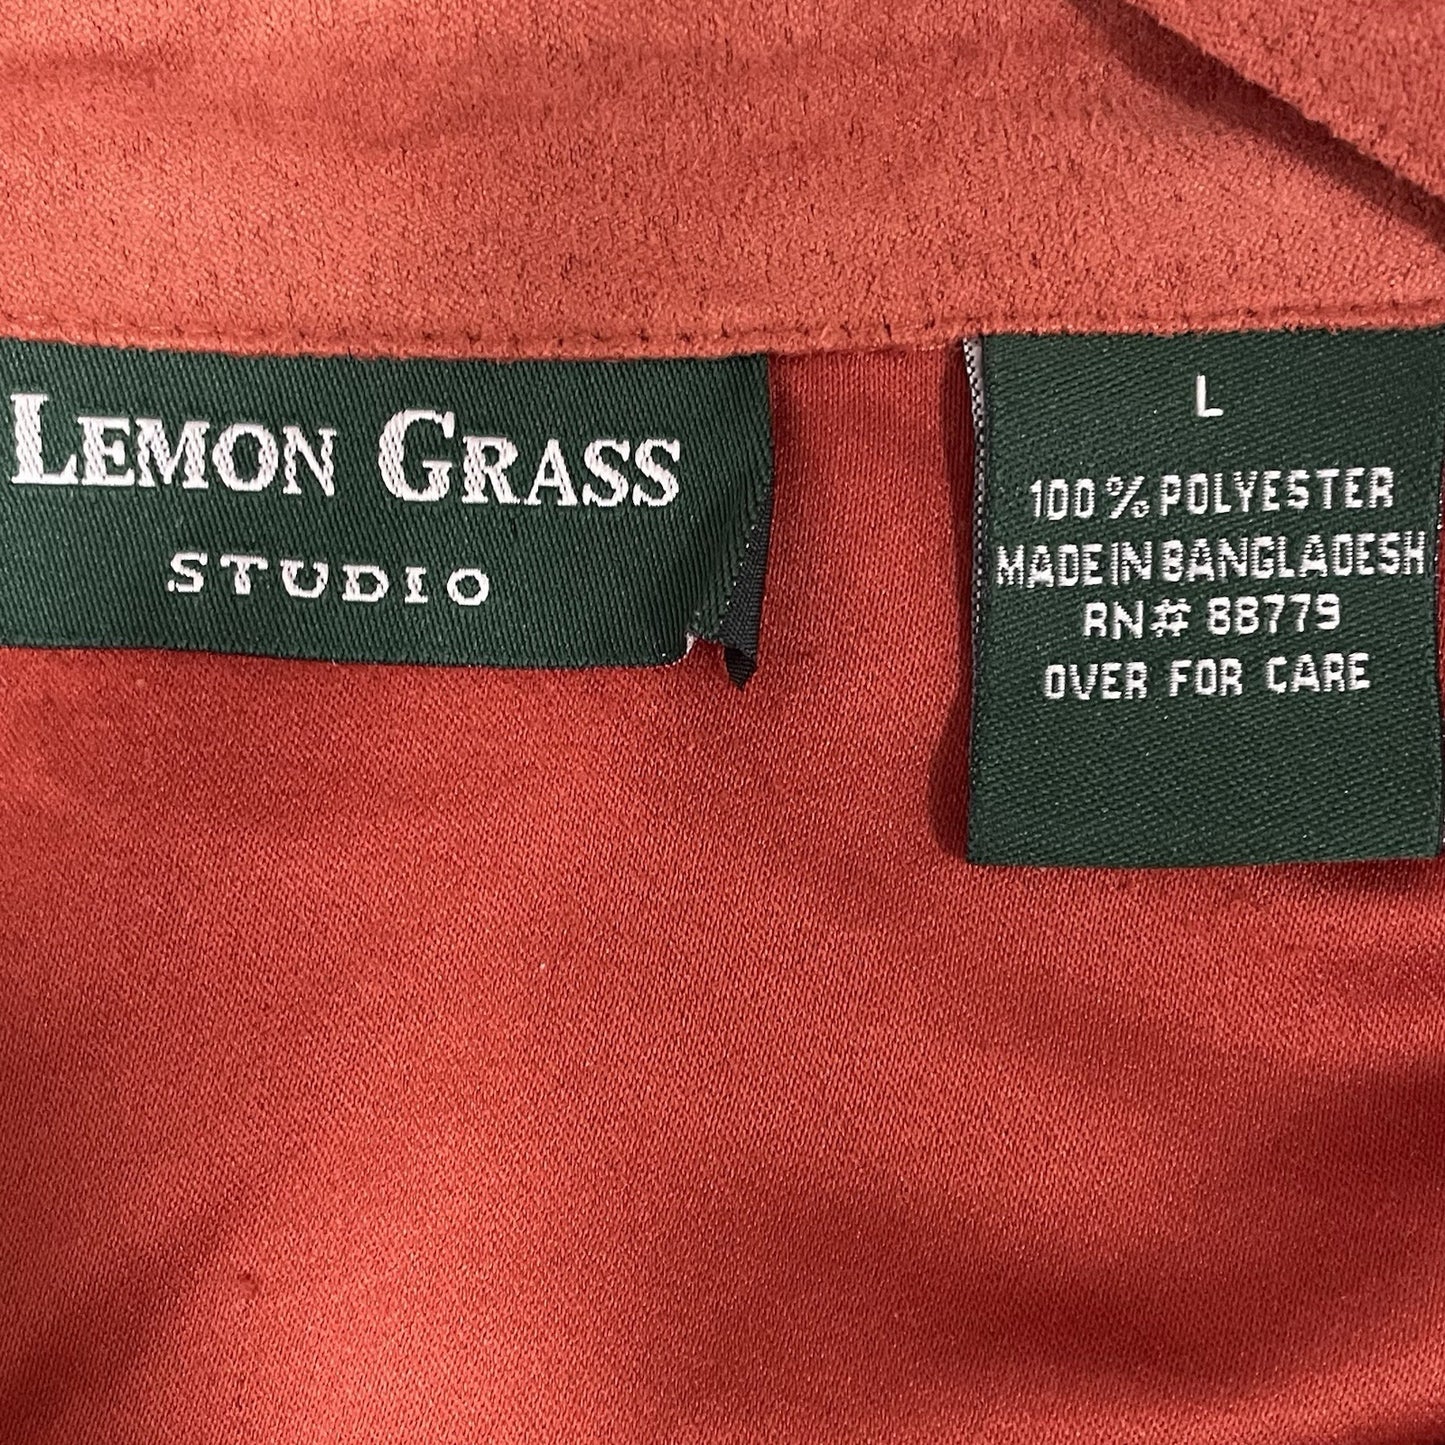 LEMON GRASS
STUDIO
L
100% POLYESTER
MADE IN BANGLADESH
RN# 88779
OVER FOR CARE